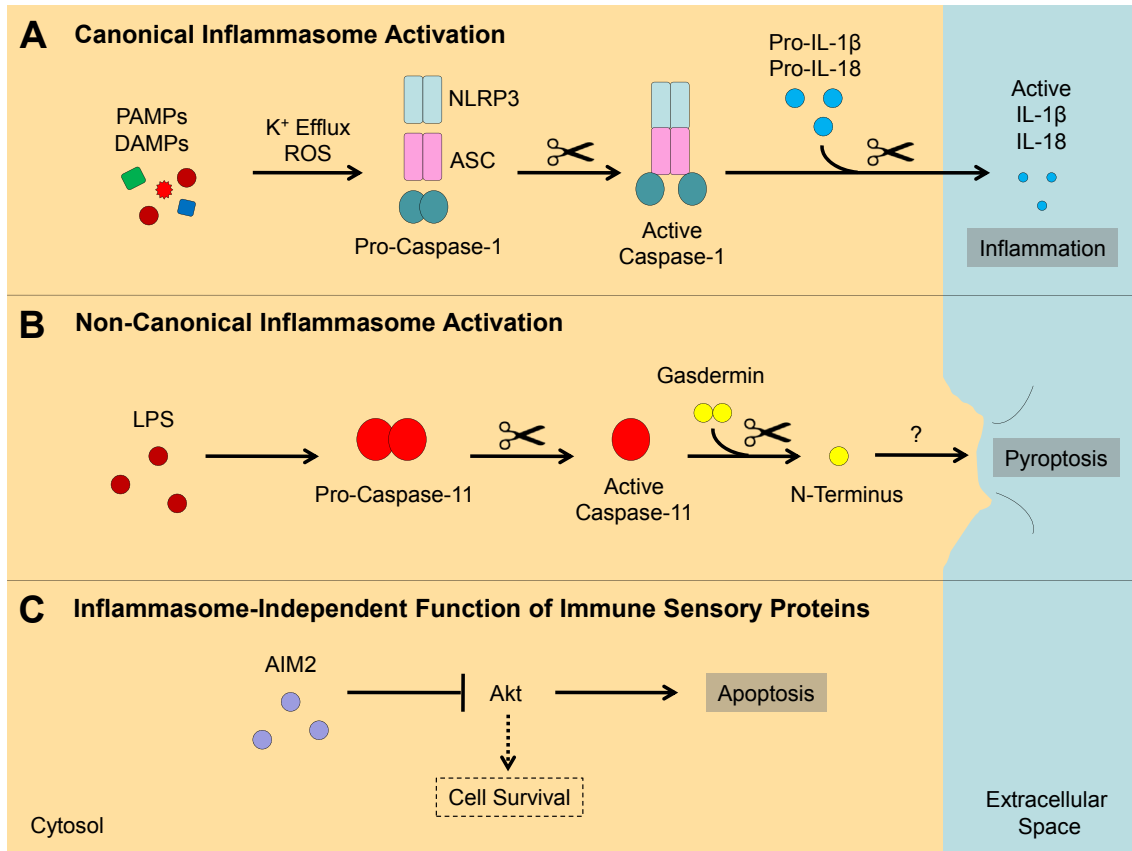 A Canonical Inflammasome Activation
PAMPs
DAMPs
K⁺ Efflux
ROS
NLRP3
ASC
Pro-Caspase-1
Active
Caspase-1
Pro-IL-1β
Pro-IL-18
Active
IL-1β
IL-18
Inflammation
B Non-Canonical Inflammasome Activation
LPS
Pro-Caspase-11
Active
Caspase-11
Gasdermin
N-Terminus
?
Pyroptosis
C Inflammasome-Independent Function of Immune Sensory Proteins
AIM2
Akt
Apoptosis
Cell Survival
Cytosol
Extracellular
Space